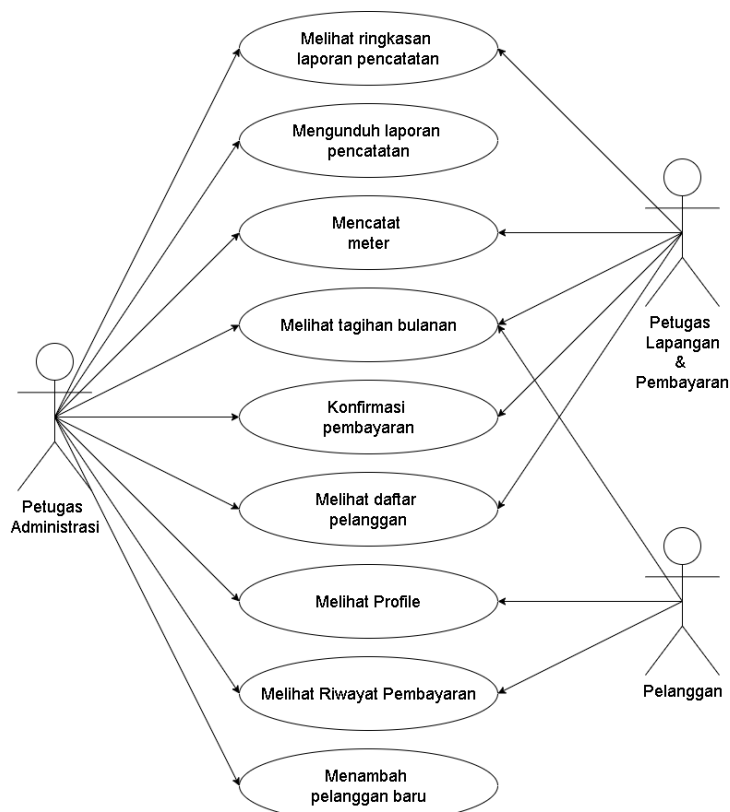 Melihat ringkasan
laporan pencatatan
Mengunduh laporan
pencatatan
Mencatat
meter
Melihat tagihan bulanan
Konfirmasi
pembayaran
Melihat daftar
pelanggan
Melihat Profile
Melihat Riwayat Pembayaran
Menambah
pelanggan baru
Petugas
Administrasi
Petugas
Lapangan
&
Pembayaran
Pelanggan